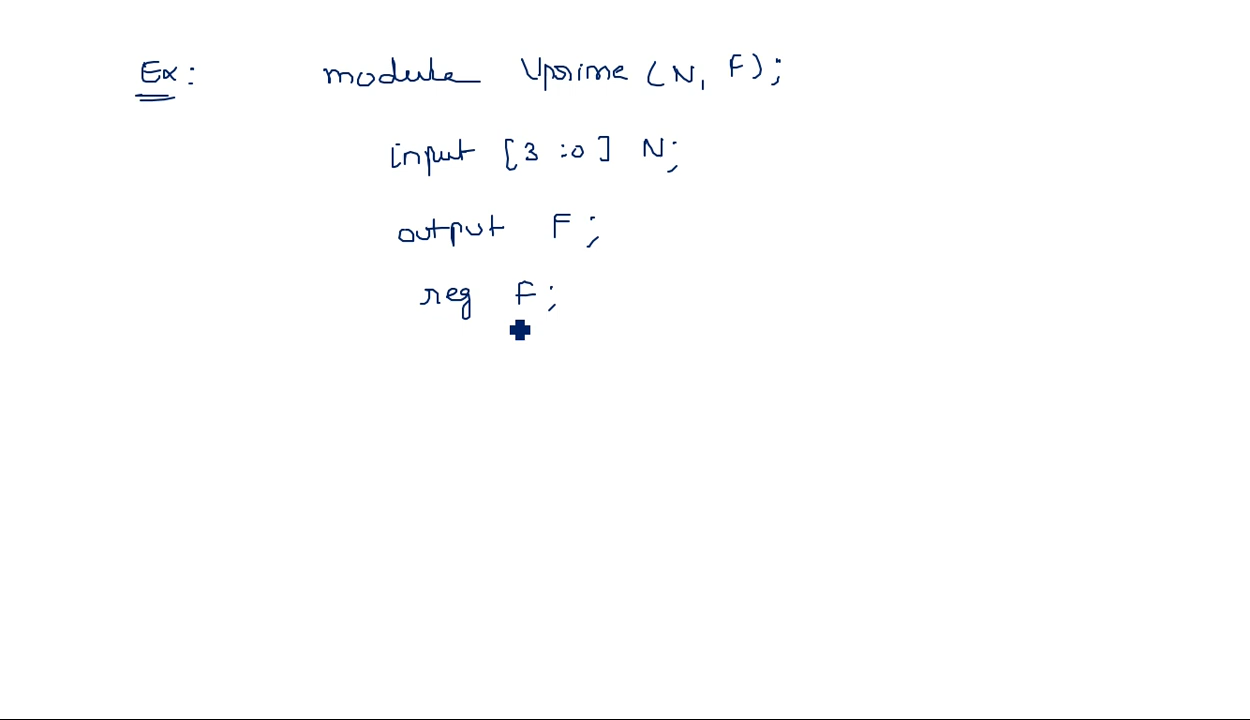 Ex: module Vprime (N, F);
input [3:0] N;
output F;
reg F;